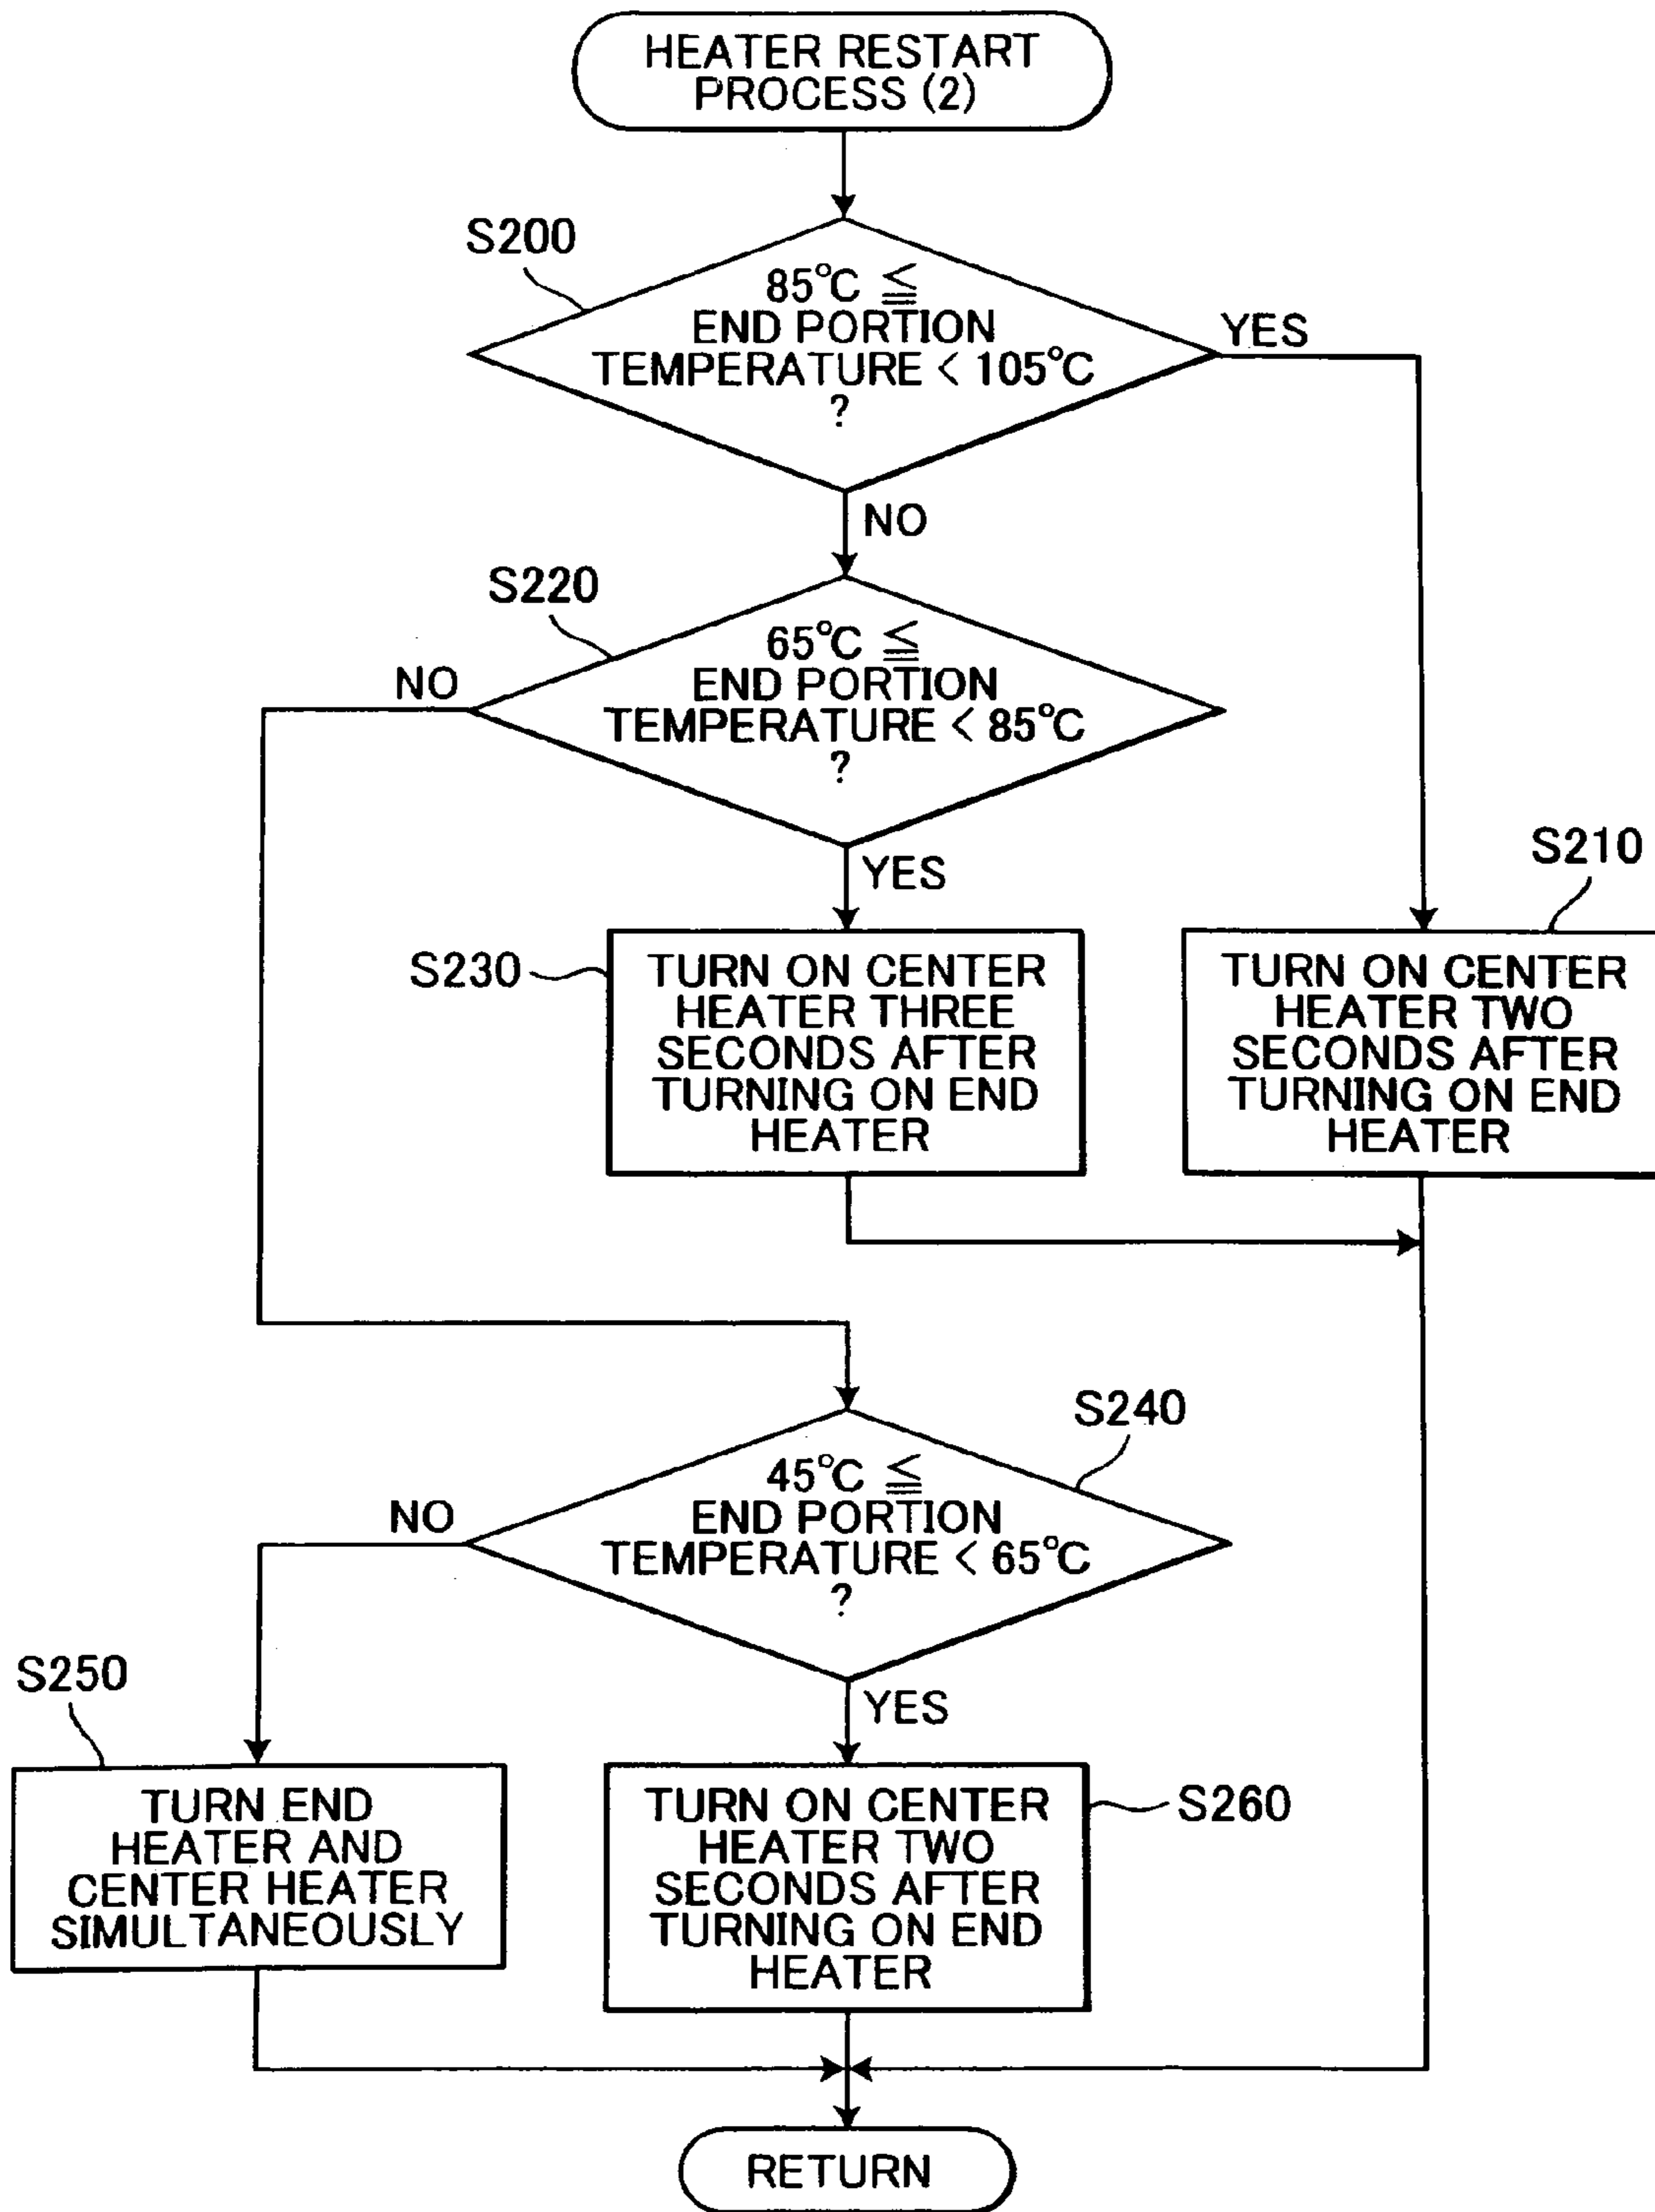 HEATER RESTART
PROCESS (2)
S200
85°C ≦
END PORTION
TEMPERATURE < 105°C
?
YES
NO
S220
65°C ≦
END PORTION
TEMPERATURE < 85°C
?
NO
YES
S210
S230
TURN ON CENTER
HEATER THREE
SECONDS AFTER
TURNING ON END
HEATER
TURN ON CENTER
HEATER TWO
SECONDS AFTER
TURNING ON END
HEATER
S240
45°C ≦
END PORTION
TEMPERATURE < 65°C
?
NO
YES
S250
TURN END
HEATER AND
CENTER HEATER
SIMULTANEOUSLY
TURN ON CENTER
HEATER TWO
SECONDS AFTER
TURNING ON END
HEATER
S260
RETURN